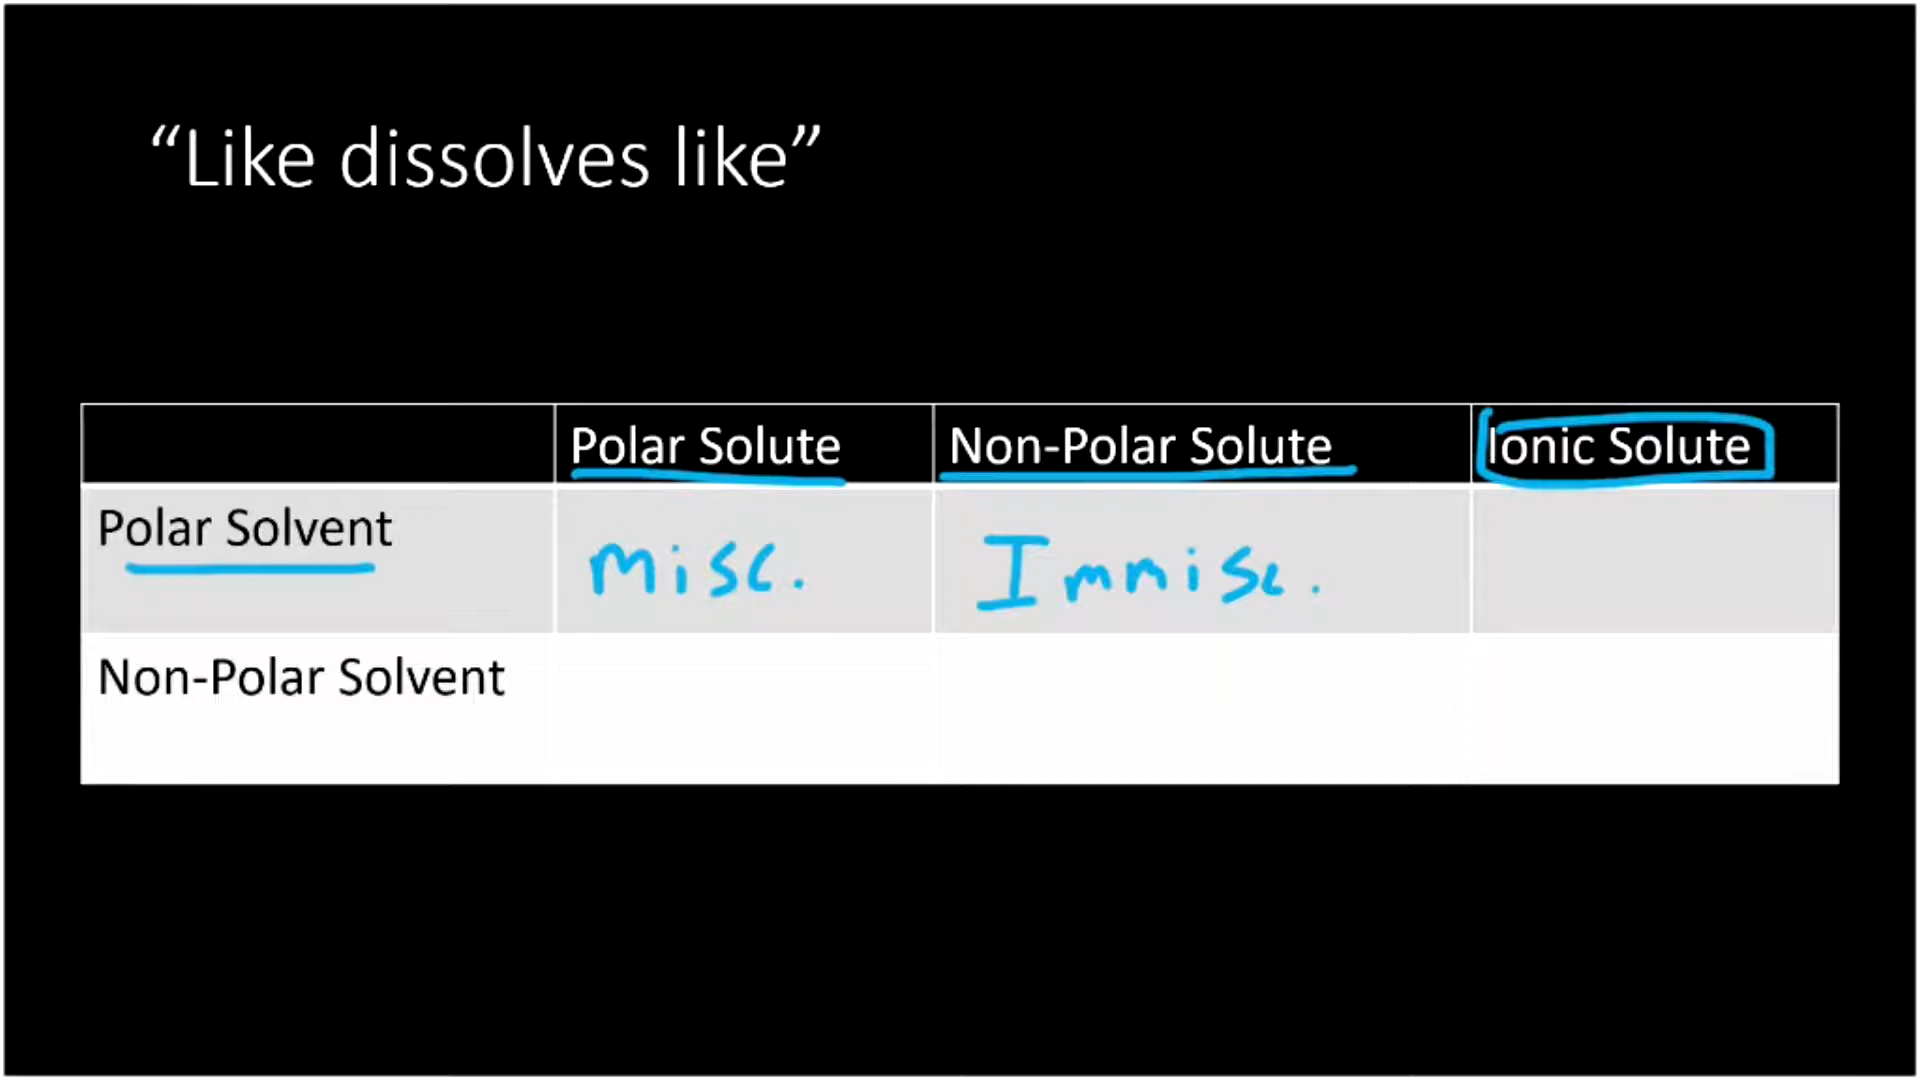 “Like dissolves like”
Polar Solute Non-Polar Solute Ionic Solute
Polar Solvent Misc. Immisc.
Non-Polar Solvent